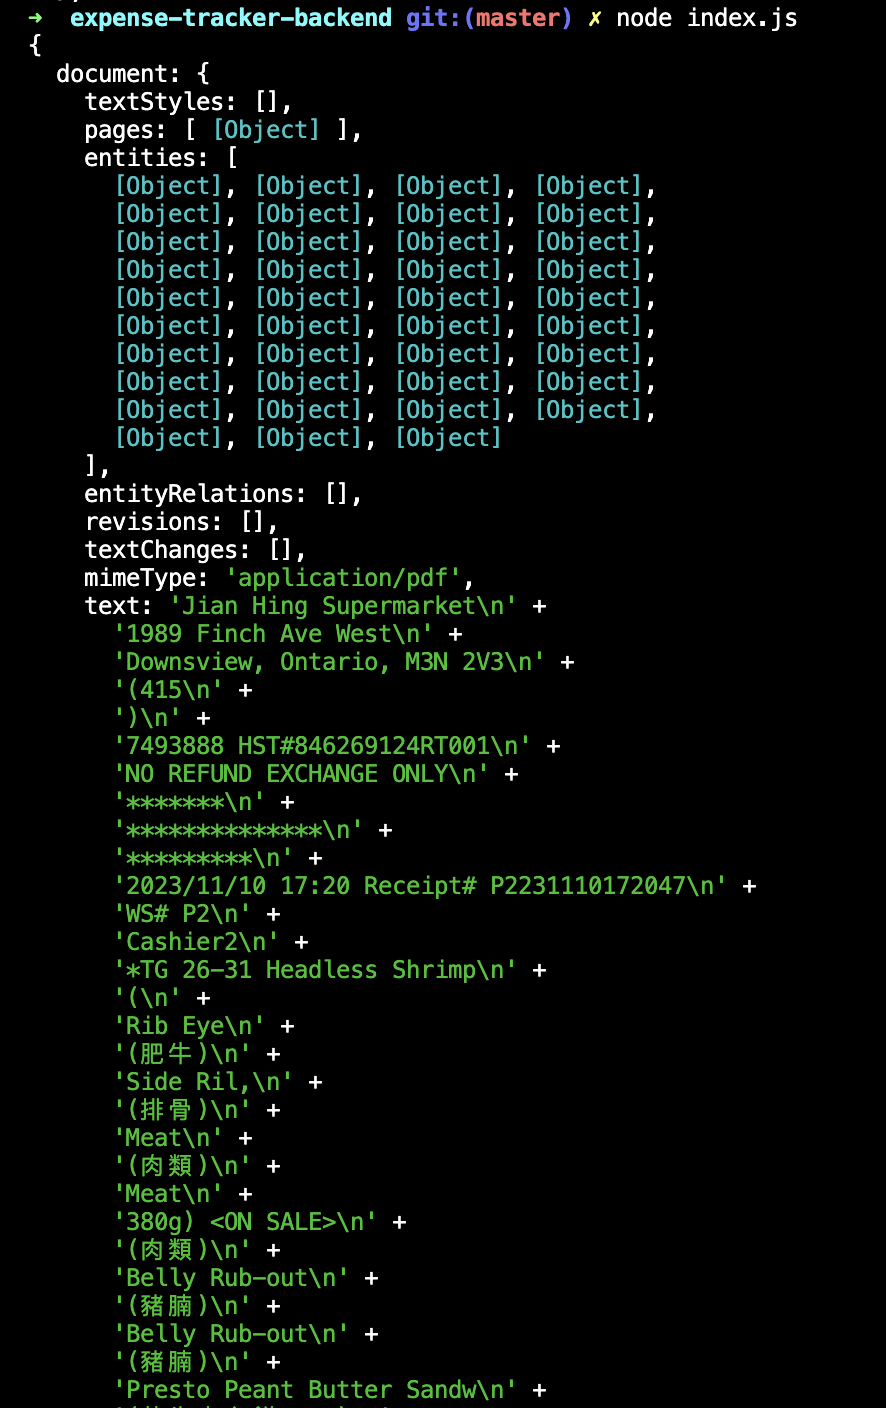 ➜  expense-tracker-backend git:(master) ✗ node index.js
{
  document: {
    textStyles: [],
    pages: [ [Object] ],
    entities: [
      [Object], [Object], [Object], [Object],
      [Object], [Object], [Object], [Object],
      [Object], [Object], [Object], [Object],
      [Object], [Object], [Object], [Object],
      [Object], [Object], [Object], [Object],
      [Object], [Object], [Object], [Object],
      [Object], [Object], [Object], [Object],
      [Object], [Object], [Object], [Object],
      [Object], [Object], [Object], [Object],
      [Object], [Object], [Object]
    ],
    entityRelations: [],
    revisions: [],
    textChanges: [],
    mimeType: 'application/pdf',
    text: 'Jian Hing Supermarket\n' +
      '1989 Finch Ave West\n' +
      'Downsview, Ontario, M3N 2V3\n' +
      '(415\n' +
      ')\n' +
      '7493888 HST#846269124RT001\n' +
      'NO REFUND EXCHANGE ONLY\n' +
      '*******\n' +
      '**************\n' +
      '*********\n' +
      '2023/11/10 17:20 Receipt# P2231110172047\n' +
      'WS# P2\n' +
      'Cashier2\n' +
      '*TG 26-31 Headless Shrimp\n' +
      '(\n' +
      'Rib Eye\n' +
      '(肥牛)\n' +
      'Side Ril,\n' +
      '(排骨)\n' +
      'Meat\n' +
      '(肉類)\n' +
      'Meat\n' +
      '380g) <ON SALE>\n' +
      '(肉類)\n' +
      'Belly Rub-out\n' +
      '(豬腩)\n' +
      'Belly Rub-out\n' +
      '(豬腩)\n' +
      'Presto Peant Butter Sandw\n' +